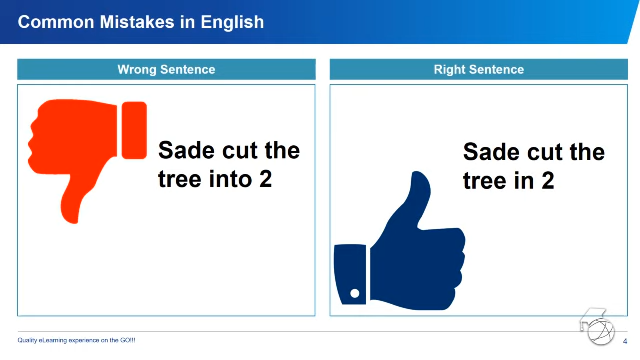 Common Mistakes in English
Wrong Sentence
Right Sentence
Sade cut the
tree into 2
Sade cut the
tree in 2
Quality eLearning experience on the GO!!!
4